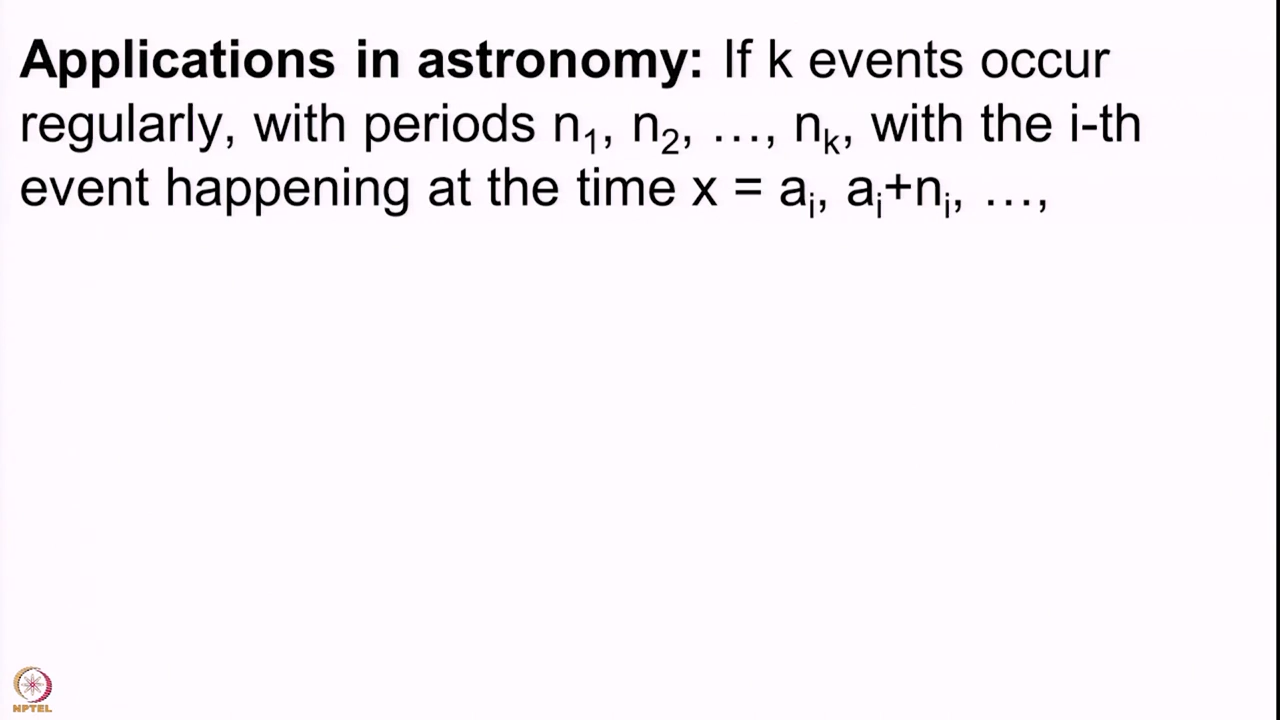 Applications in astronomy: If k events occur
regularly, with periods n₁, n₂, …, nₖ, with the i-th
event happening at the time x = aᵢ, aᵢ+nᵢ, …,
NPTEL